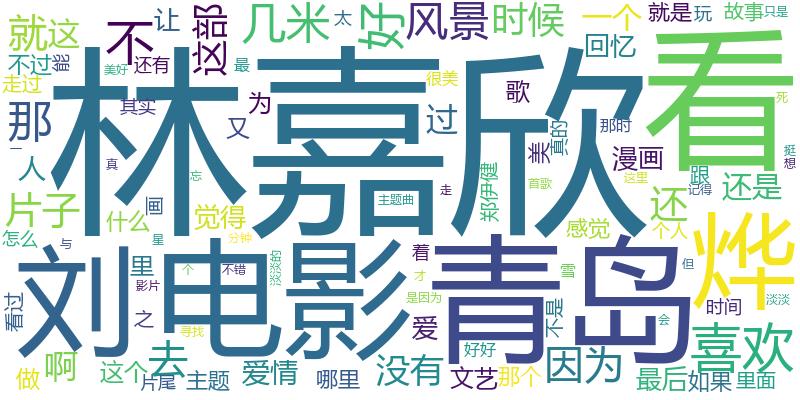 就这
不
让
这部
几米
太
好
风景
时候
一个
就是
玩
故事
只是
不过
能
还有
最
很美
回忆
走过
美好
其实
为
歌
那
林嘉欣
看
又
过
美
真的
那时
漫画
死
挺
想
人
真
忘
主题曲
走
郑伊健
首歌
这里
跟
记得
还是
片子
什么
画
觉得
还
感觉
个人
烨
怎么
与
星
分钟
刘
电影
青岛
里
个
不错
淡淡的
着
才
雪
但
淡淡
看过
影片
之
寻找
是因为
爱
不是
会
时间
喜欢
啊
去
好好
因为
做
这个
片尾
主题
爱情
哪里
没有
文艺
那个
最后
如果
里面